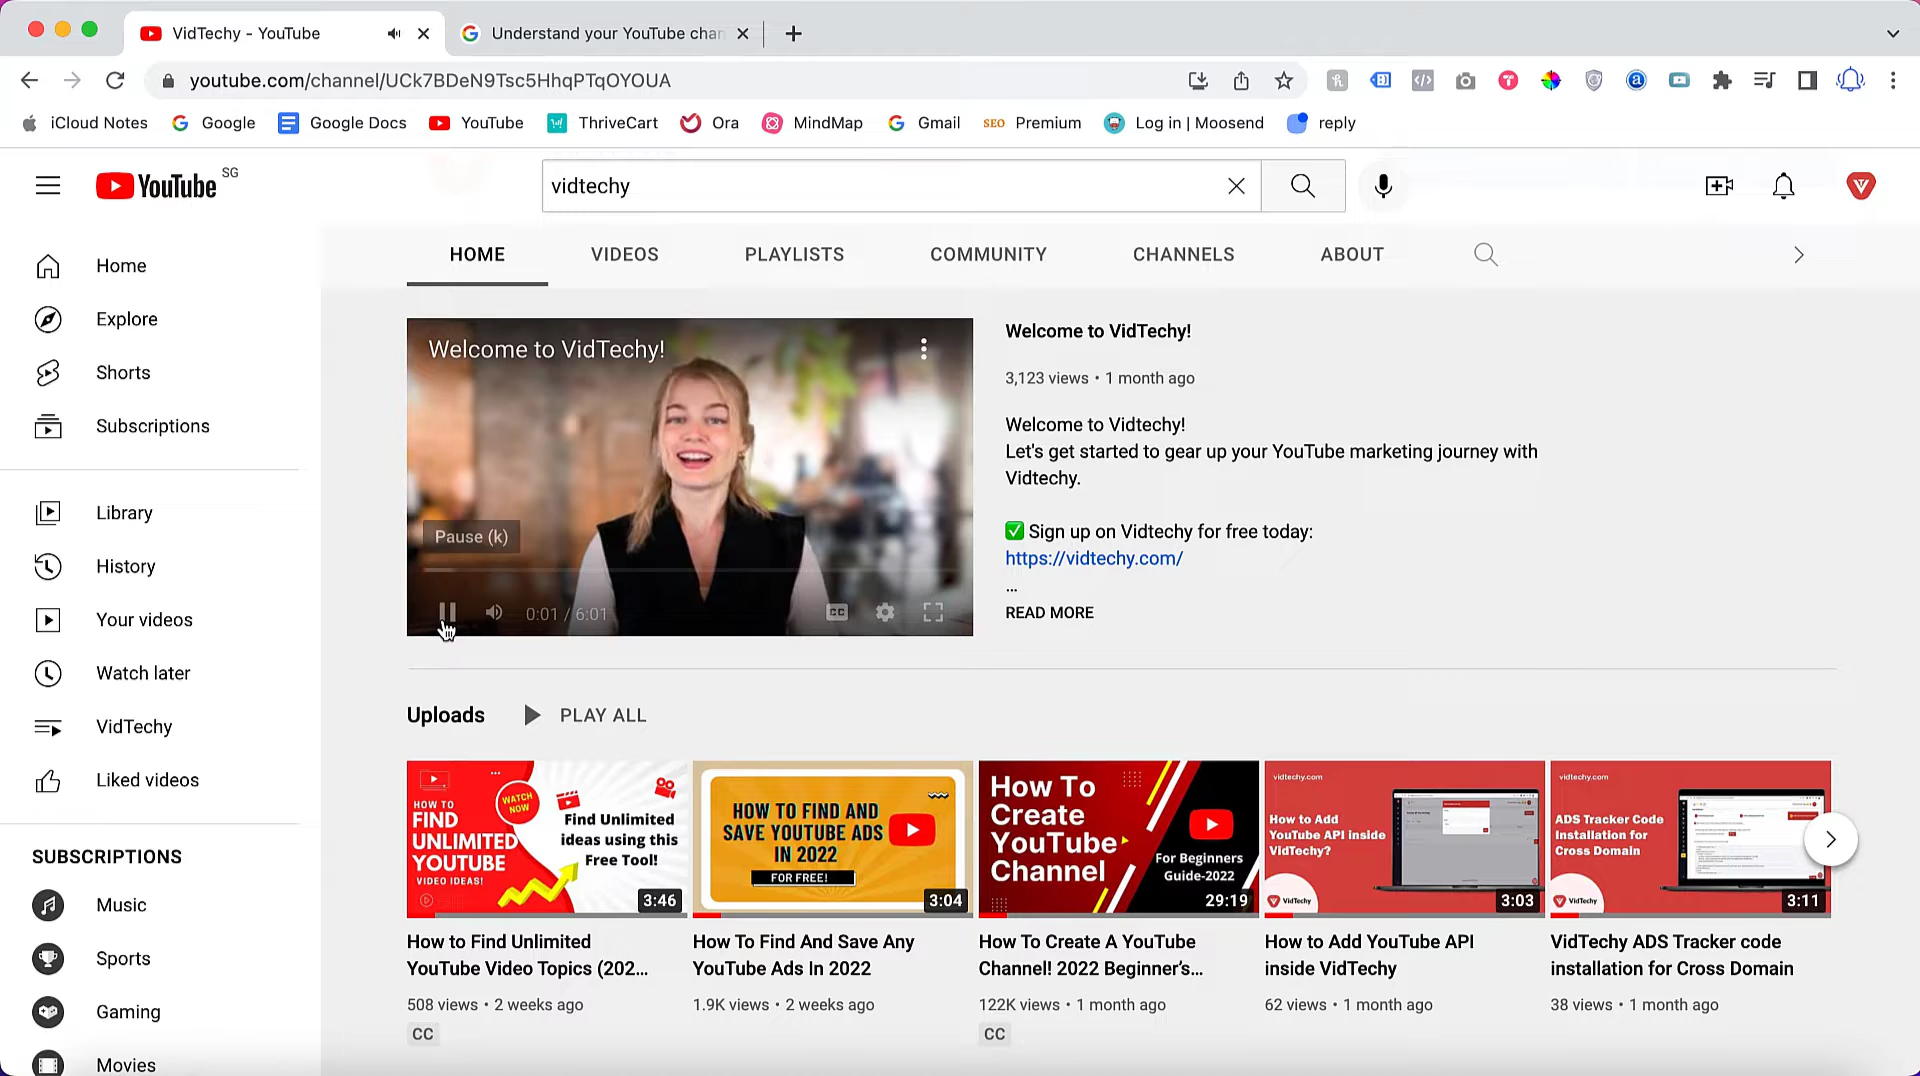 VidTechy - YouTube
Understand your YouTube chan
youtube.com/channel/UCk7BDeN9Tsc5HhqPTqOYOUA
iCloud Notes
Google
Google Docs
YouTube
ThriveCart
Ora
MindMap
Gmail
SEO Premium
Log in | Moosend
reply
YouTube SG
vidtechy
HOME
VIDEOS
PLAYLISTS
COMMUNITY
CHANNELS
ABOUT
Home
Explore
Shorts
Subscriptions
Library
History
Your videos
Watch later
VidTechy
Liked videos
SUBSCRIPTIONS
Music
Sports
Gaming
Movies
Welcome to VidTechy!
Pause (k)
0:01 / 6:01
CC
Welcome to VidTechy!
3,123 views • 1 month ago
Welcome to Vidtechy!
Let's get started to gear up your YouTube marketing journey with
Vidtechy.
✅ Sign up on Vidtechy for free today:
https://vidtechy.com/
...
READ MORE
Uploads
PLAY ALL
HOW TO
FIND
UNLIMITED
YOUTUBE
VIDEO IDEAS!
WATCH
NOW
Find Unlimited
ideas using this
Free Tool!
3:46
How to Find Unlimited
YouTube Video Topics (202...
508 views • 2 weeks ago
CC
HOW TO FIND AND
SAVE YOUTUBE ADS
IN 2022
FOR FREE!
3:04
How To Find And Save Any
YouTube Ads In 2022
1.9K views • 2 weeks ago
How To
Create
YouTube
Channel
For Beginners
Guide-2022
29:19
How To Create A YouTube
Channel! 2022 Beginner's...
122K views • 1 month ago
CC
vidtechy.com
How to Add
YouTube API inside
VidTechy?
VidTechy
3:03
How to Add YouTube API
inside VidTechy
62 views • 1 month ago
vidtechy.com
ADS Tracker Code
Installation for
Cross Domain
VidTechy
3:11
VidTechy ADS Tracker code
installation for Cross Domain
38 views • 1 month ago